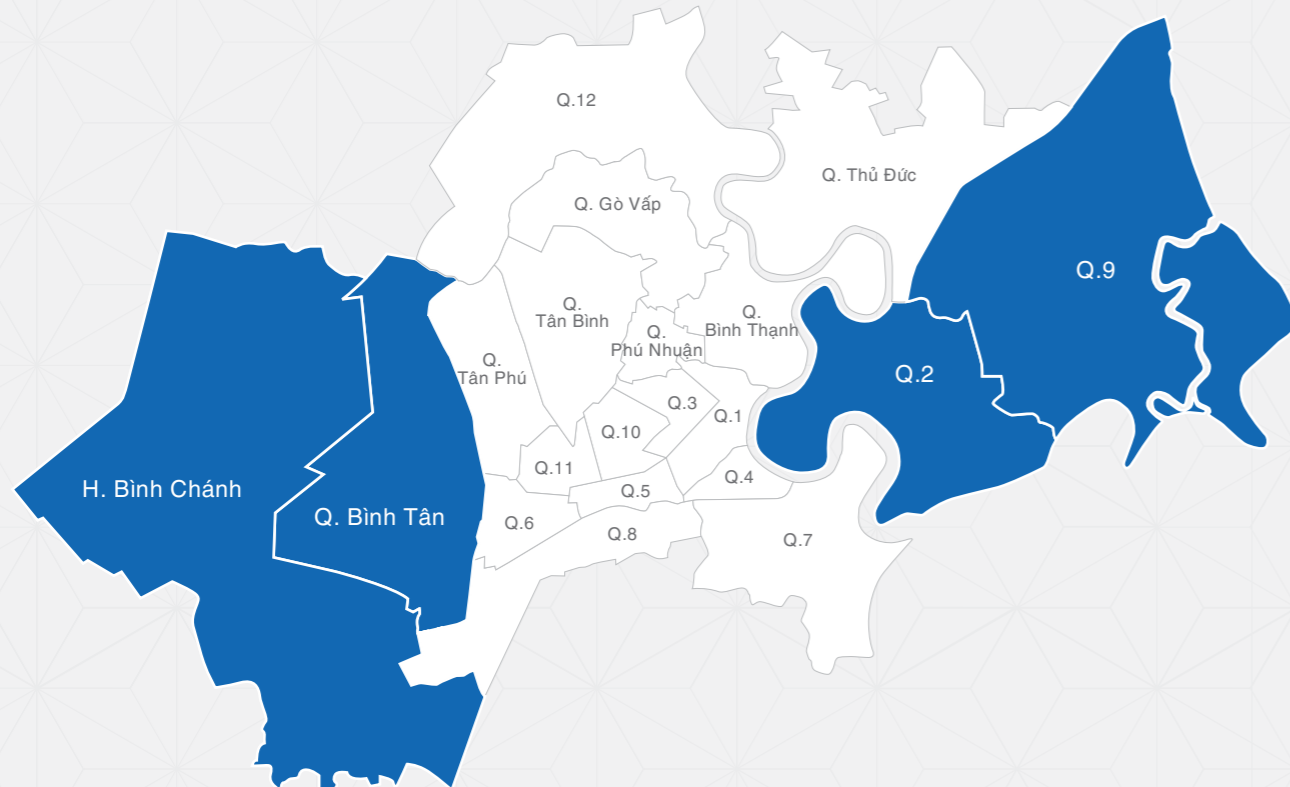 Q.12
Q. Thủ Đức
Q. Gò Vấp
Q.9
Q.
Tân Bình
Q.
Bình Thạnh
Q.
Phú Nhuận
Q.
Tân Phú
Q.2
Q.3
Q.1
Q.10
Q.11
Q.4
Q.5
H. Bình Chánh
Q. Bình Tân
Q.6
Q.8
Q.7